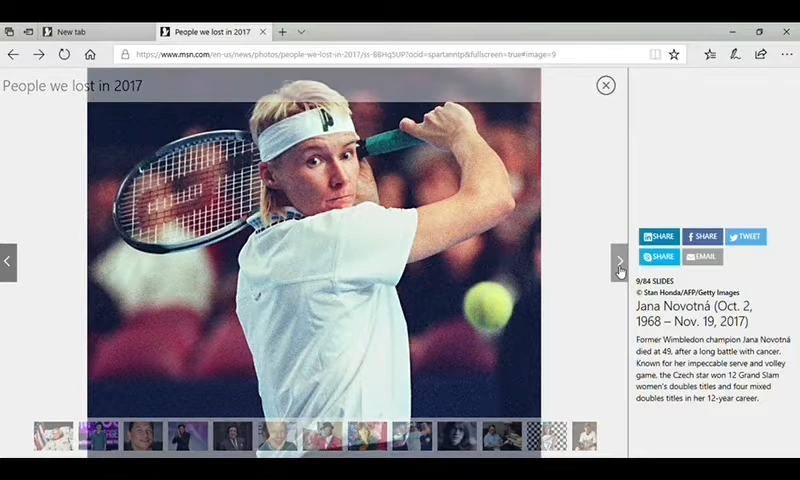 New tab
People we lost in 2017
https://www.msn.com/en-us/news/photos/people-we-lost-in-2017/ss-BBHq5UP?ocid=spartanntp&fullscreen=true#image=9
People we lost in 2017
P
SHARE
SHARE
TWEET
SHARE
EMAIL
9/84 SLIDES
© Stan Honda/AFP/Getty Images
Jana Novotná (Oct. 2,
1968 – Nov. 19, 2017)
Former Wimbledon champion Jana Novotná
died at 49, after a long battle with cancer.
Known for her impeccable serve and volley
game, the Czech star won 12 Grand Slam
women's doubles titles and four mixed
doubles titles in her 12-year career.